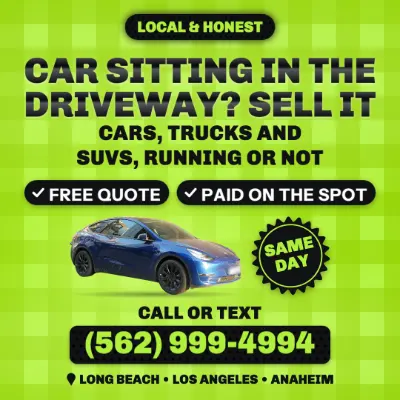 LOCAL & HONEST
CAR SITTING IN THE
DRIVEWAY? SELL IT
CARS, TRUCKS AND
SUVS, RUNNING OR NOT
✓ FREE QUOTE
✓ PAID ON THE SPOT
SAME
DAY
CALL OR TEXT
(562) 999-4994
LONG BEACH • LOS ANGELES • ANAHEIM